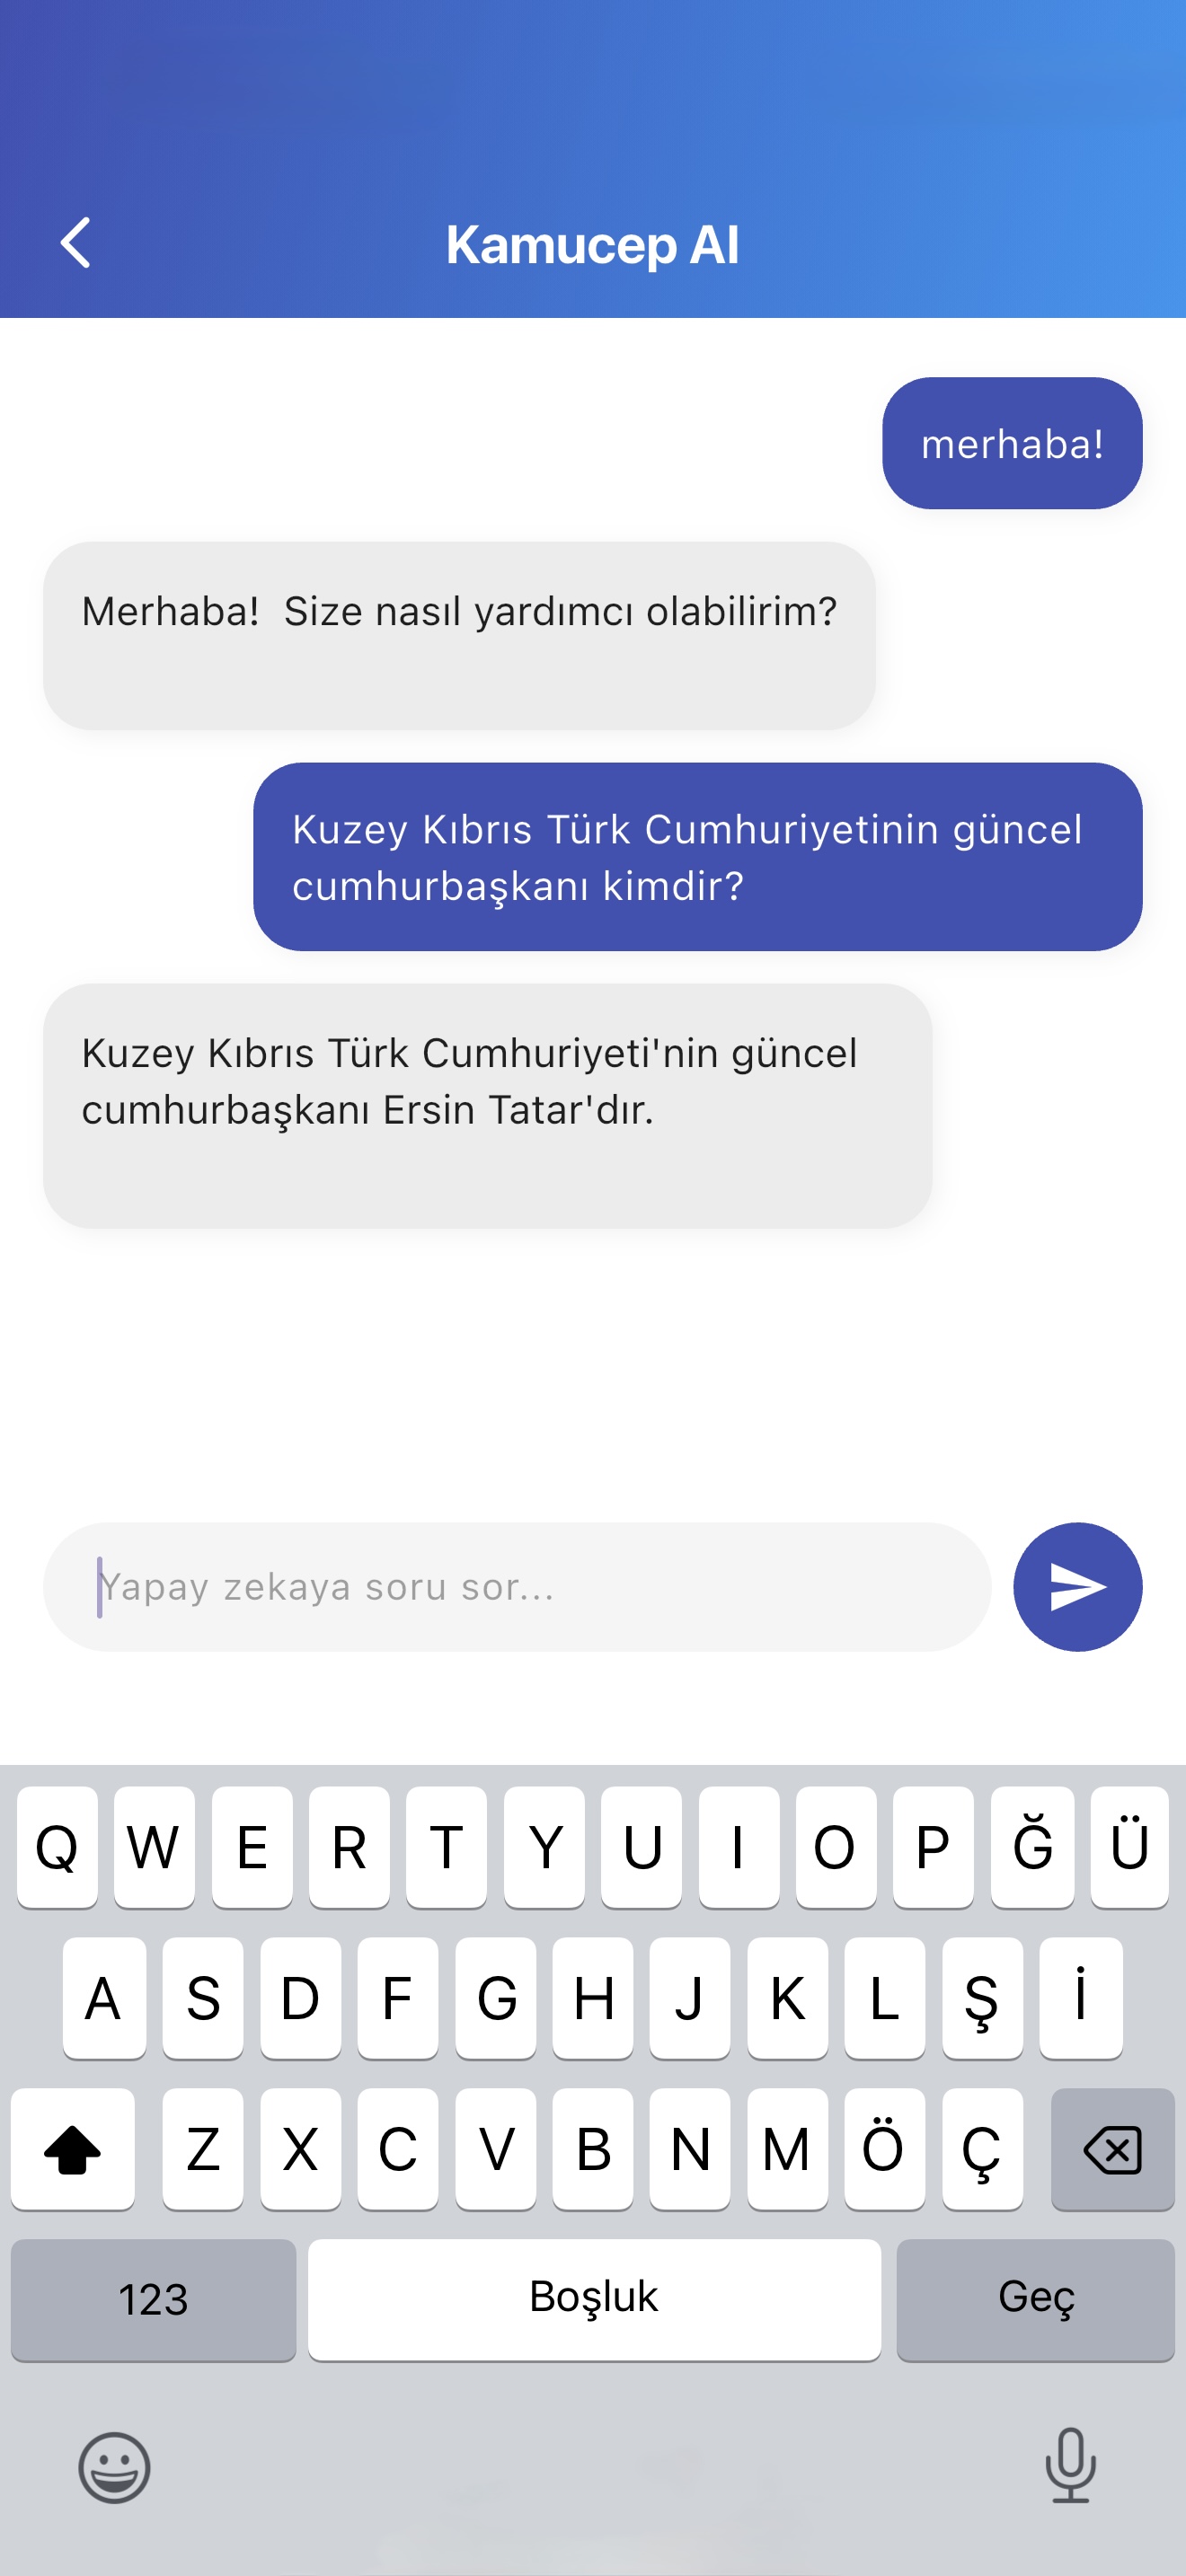 Kamucep AI
merhaba!
Merhaba!  Size nasıl yardımcı olabilirim?
Kuzey Kıbrıs Türk Cumhuriyetinin güncel
cumhurbaşkanı kimdir?
Kuzey Kıbrıs Türk Cumhuriyeti'nin güncel
cumhurbaşkanı Ersin Tatar'dır.
Yapay zekaya soru sor...
Q W E R T Y U I O P Ğ Ü
A S D F G H J K L Ş İ
Z X C V B N M Ö Ç
123 Boşluk Geç